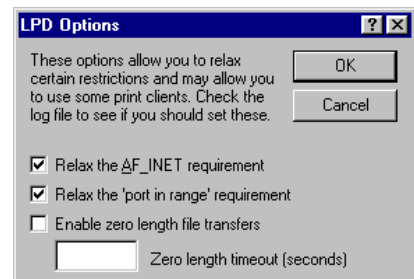 LPD Options
These options allow you to relax
certain restrictions and may allow you
to use some print clients. Check the
log file to see if you should set these.
OK
Cancel
Relax the AF_INET requirement
Relax the 'port in range' requirement
Enable zero length file transfers
Zero length timeout (seconds)